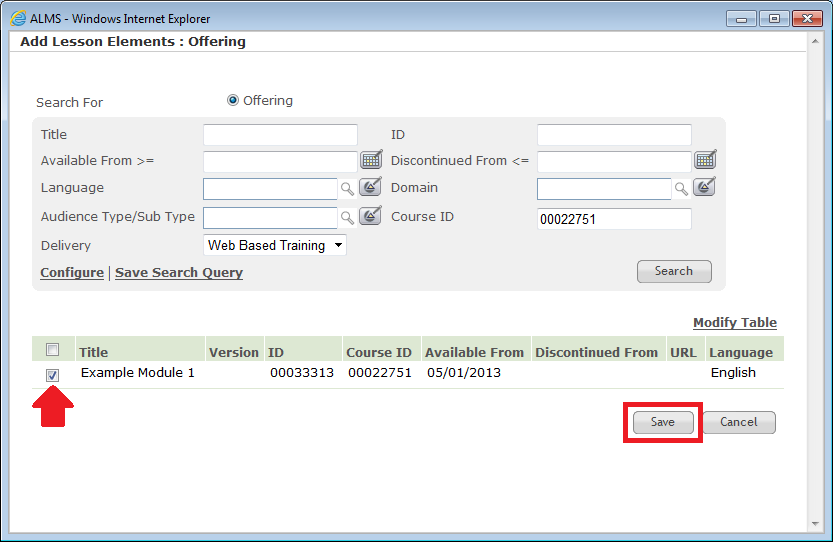 ALMS - Windows Internet Explorer
Add Lesson Elements : Offering
Search For Offering
Title ID
Available From >= Discontinued From <=
Language Domain
Audience Type/Sub Type Course ID 00022751
Delivery Web Based Training
Configure | Save Search Query Search
Modify Table
Title Version ID Course ID Available From Discontinued From URL Language
Example Module 1 00033313 00022751 05/01/2013 English
Save Cancel